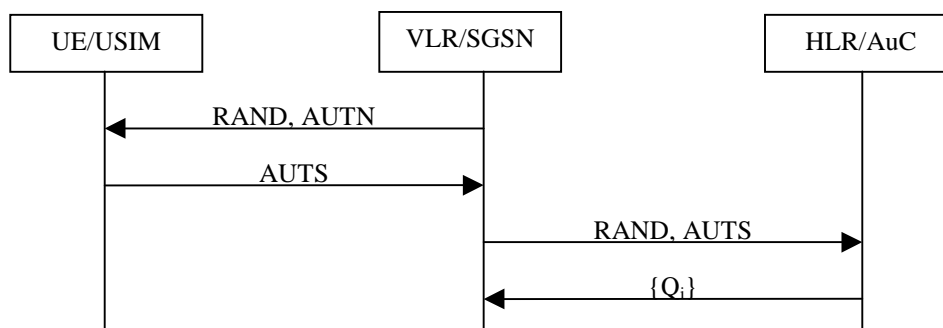 UE/USIM
VLR/SGSN
HLR/AuC
RAND, AUTN
AUTS
RAND, AUTS
{Qᵢ}